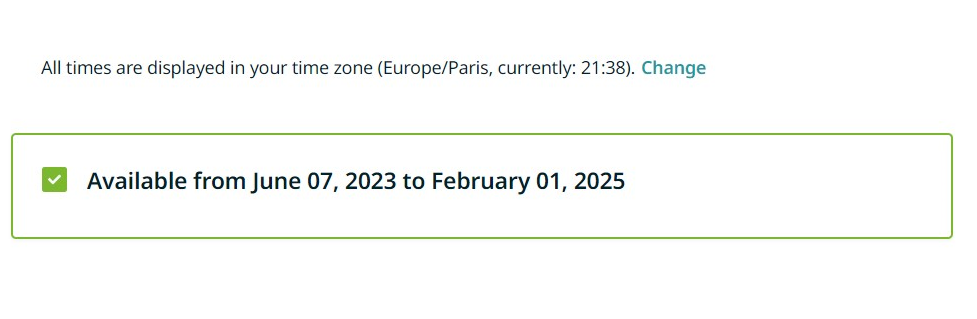 All times are displayed in your time zone (Europe/Paris, currently: 21:38). Change
Available from June 07, 2023 to February 01, 2025